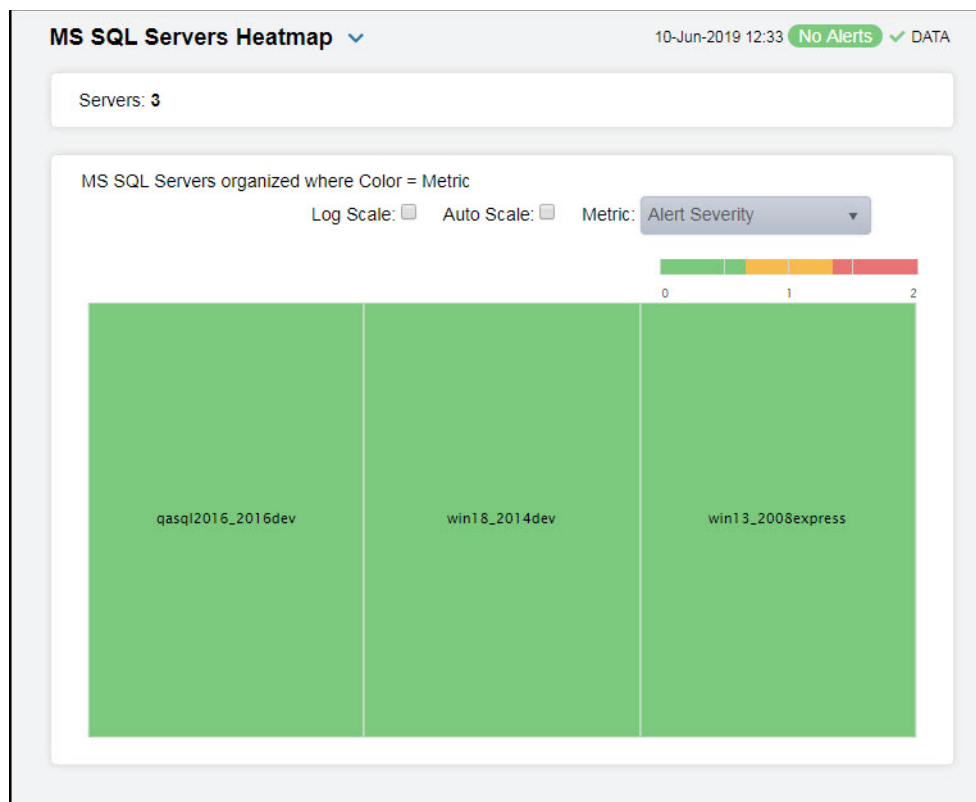 MS SQL Servers Heatmap
10-Jun-2019 12:33 No Alerts DATA
Servers: 3
MS SQL Servers organized where Color = Metric
Log Scale: Auto Scale: Metric: Alert Severity
0 1 2
qasql2016_2016dev win18_2014dev win13_2008express